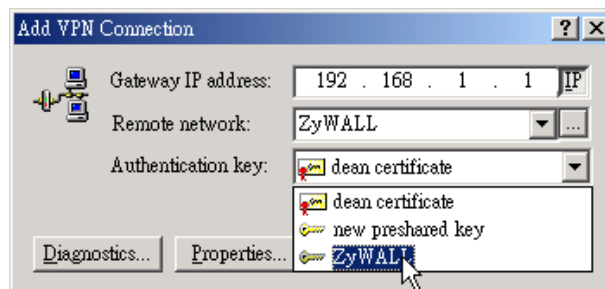 Add VPN Connection
Gateway IP address: 192 . 168 . 1 . 1 IP
Remote network: ZyWALL ...
Authentication key: dean certificate
dean certificate
new preshared key
Diagnostics... Properties... ZyWALL